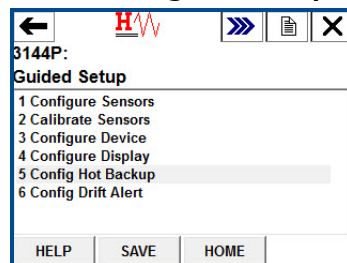 H
3144P:
Guided Setup
1 Configure Sensors
2 Calibrate Sensors
3 Configure Device
4 Configure Display
5 Config Hot Backup
6 Config Drift Alert
HELP SAVE HOME